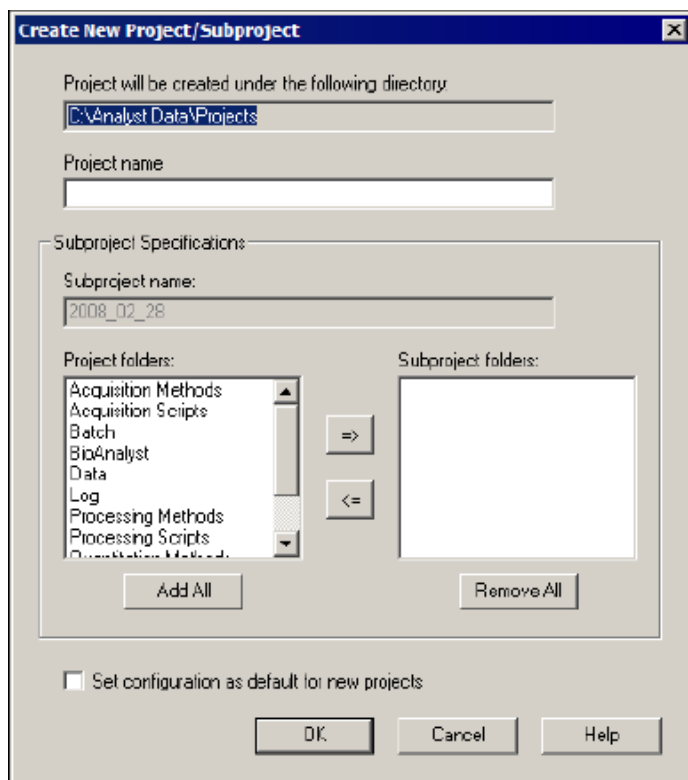 Create New Project/Subproject
Project will be created under the following directory:
C:\Analyst Data\Projects
Project name
Subproject Specifications
Subproject name:
2008_02_28
Project folders:
Subproject folders:
Acquisition Methods
Acquisition Scripts
Batch
BioAnalyst
Data
Log
Processing Methods
Processing Scripts
Quantitation Methods
=>
<=
Add All
Remove All
Set configuration as default for new projects
OK
Cancel
Help